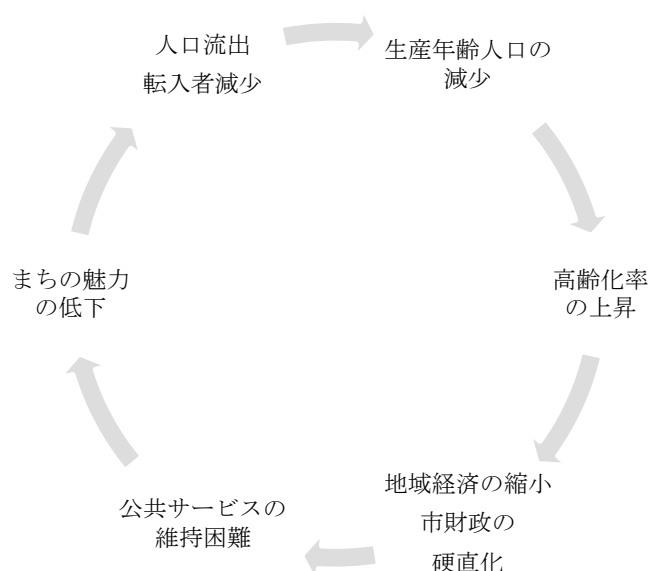 人口流出
転入者減少
生産年齢人口の
減少
高齢化率
の上昇
地域経済の縮小
市財政の
硬直化
公共サービスの
維持困難
まちの魅力
の低下